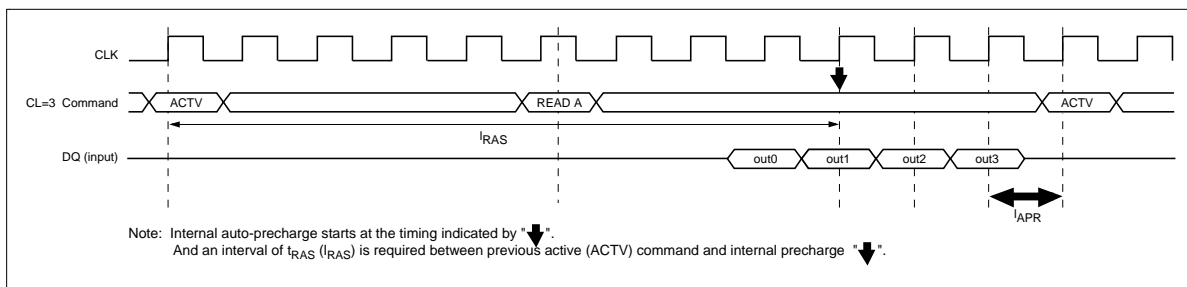 CLK
CL=3 Command ACTV READ A ACTV
lRAS
DQ (input) out0 out1 out2 out3
lAPR
Note: Internal auto-precharge starts at the timing indicated by " ".
And an interval of tRAS (lRAS) is required between previous active (ACTV) command and internal precharge " ".